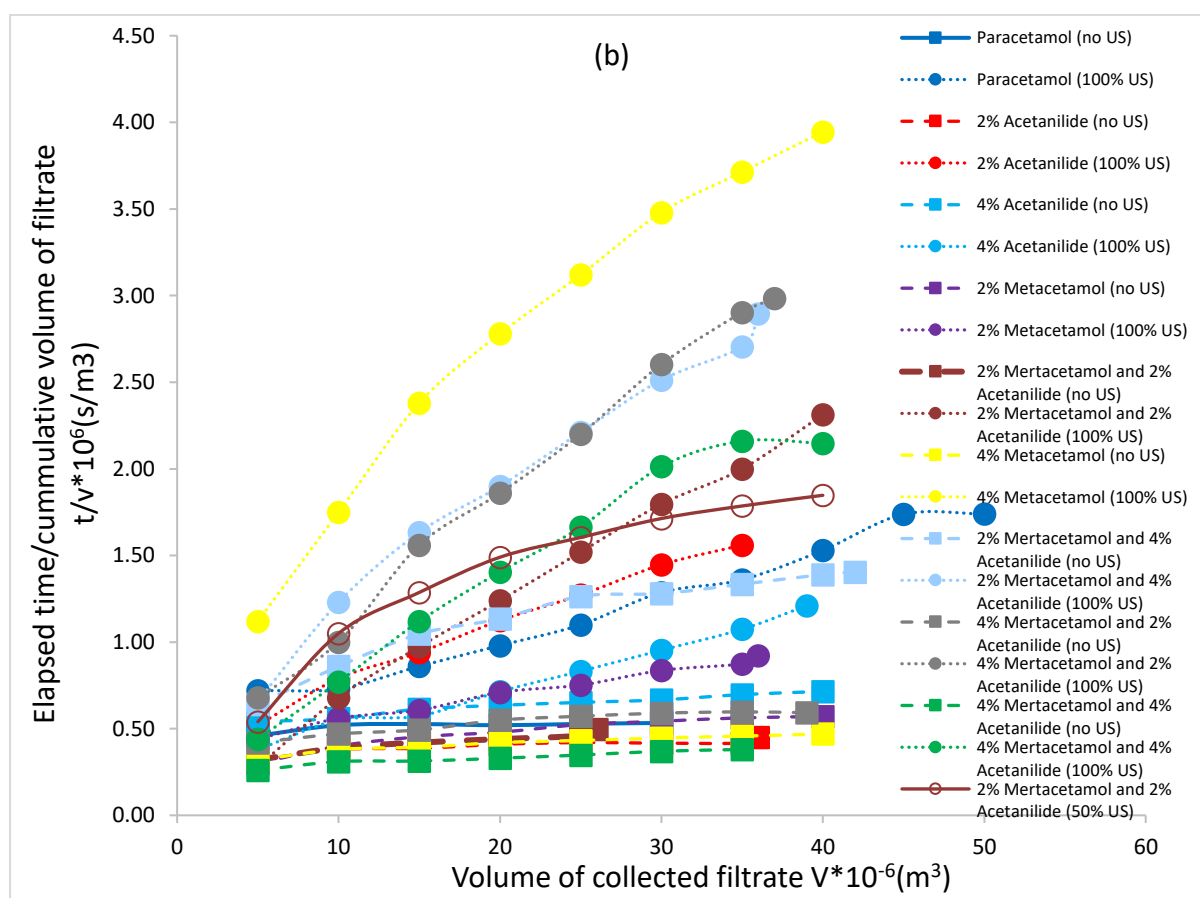 (b)
Elapsed time/cummulative volume of filtrate
t/v*10⁶(s/m3)
4.50
4.00
3.50
3.00
2.50
2.00
1.50
1.00
0.50
0.00
0
10
20
30
40
50
60
Volume of collected filtrate V*10⁻⁶(m³)
Paracetamol (no US)
Paracetamol (100% US)
2% Acetanilide (no US)
2% Acetanilide (100% US)
4% Acetanilide (no US)
4% Acetanilide (100% US)
2% Metacetamol (no US)
2% Metacetamol (100% US)
2% Mertacetamol and 2%
Acetanilide (no US)
2% Mertacetamol and 2%
Acetanilide (100% US)
4% Metacetamol (no US)
4% Metacetamol (100% US)
2% Mertacetamol and 4%
Acetanilide (no US)
2% Mertacetamol and 4%
Acetanilide (100% US)
4% Mertacetamol and 2%
Acetanilide (no US)
4% Mertacetamol and 2%
Acetanilide (100% US)
4% Mertacetamol and 4%
Acetanilide (no US)
4% Mertacetamol and 4%
Acetanilide (100% US)
2% Mertacetamol and 2%
Acetanilide (50% US)